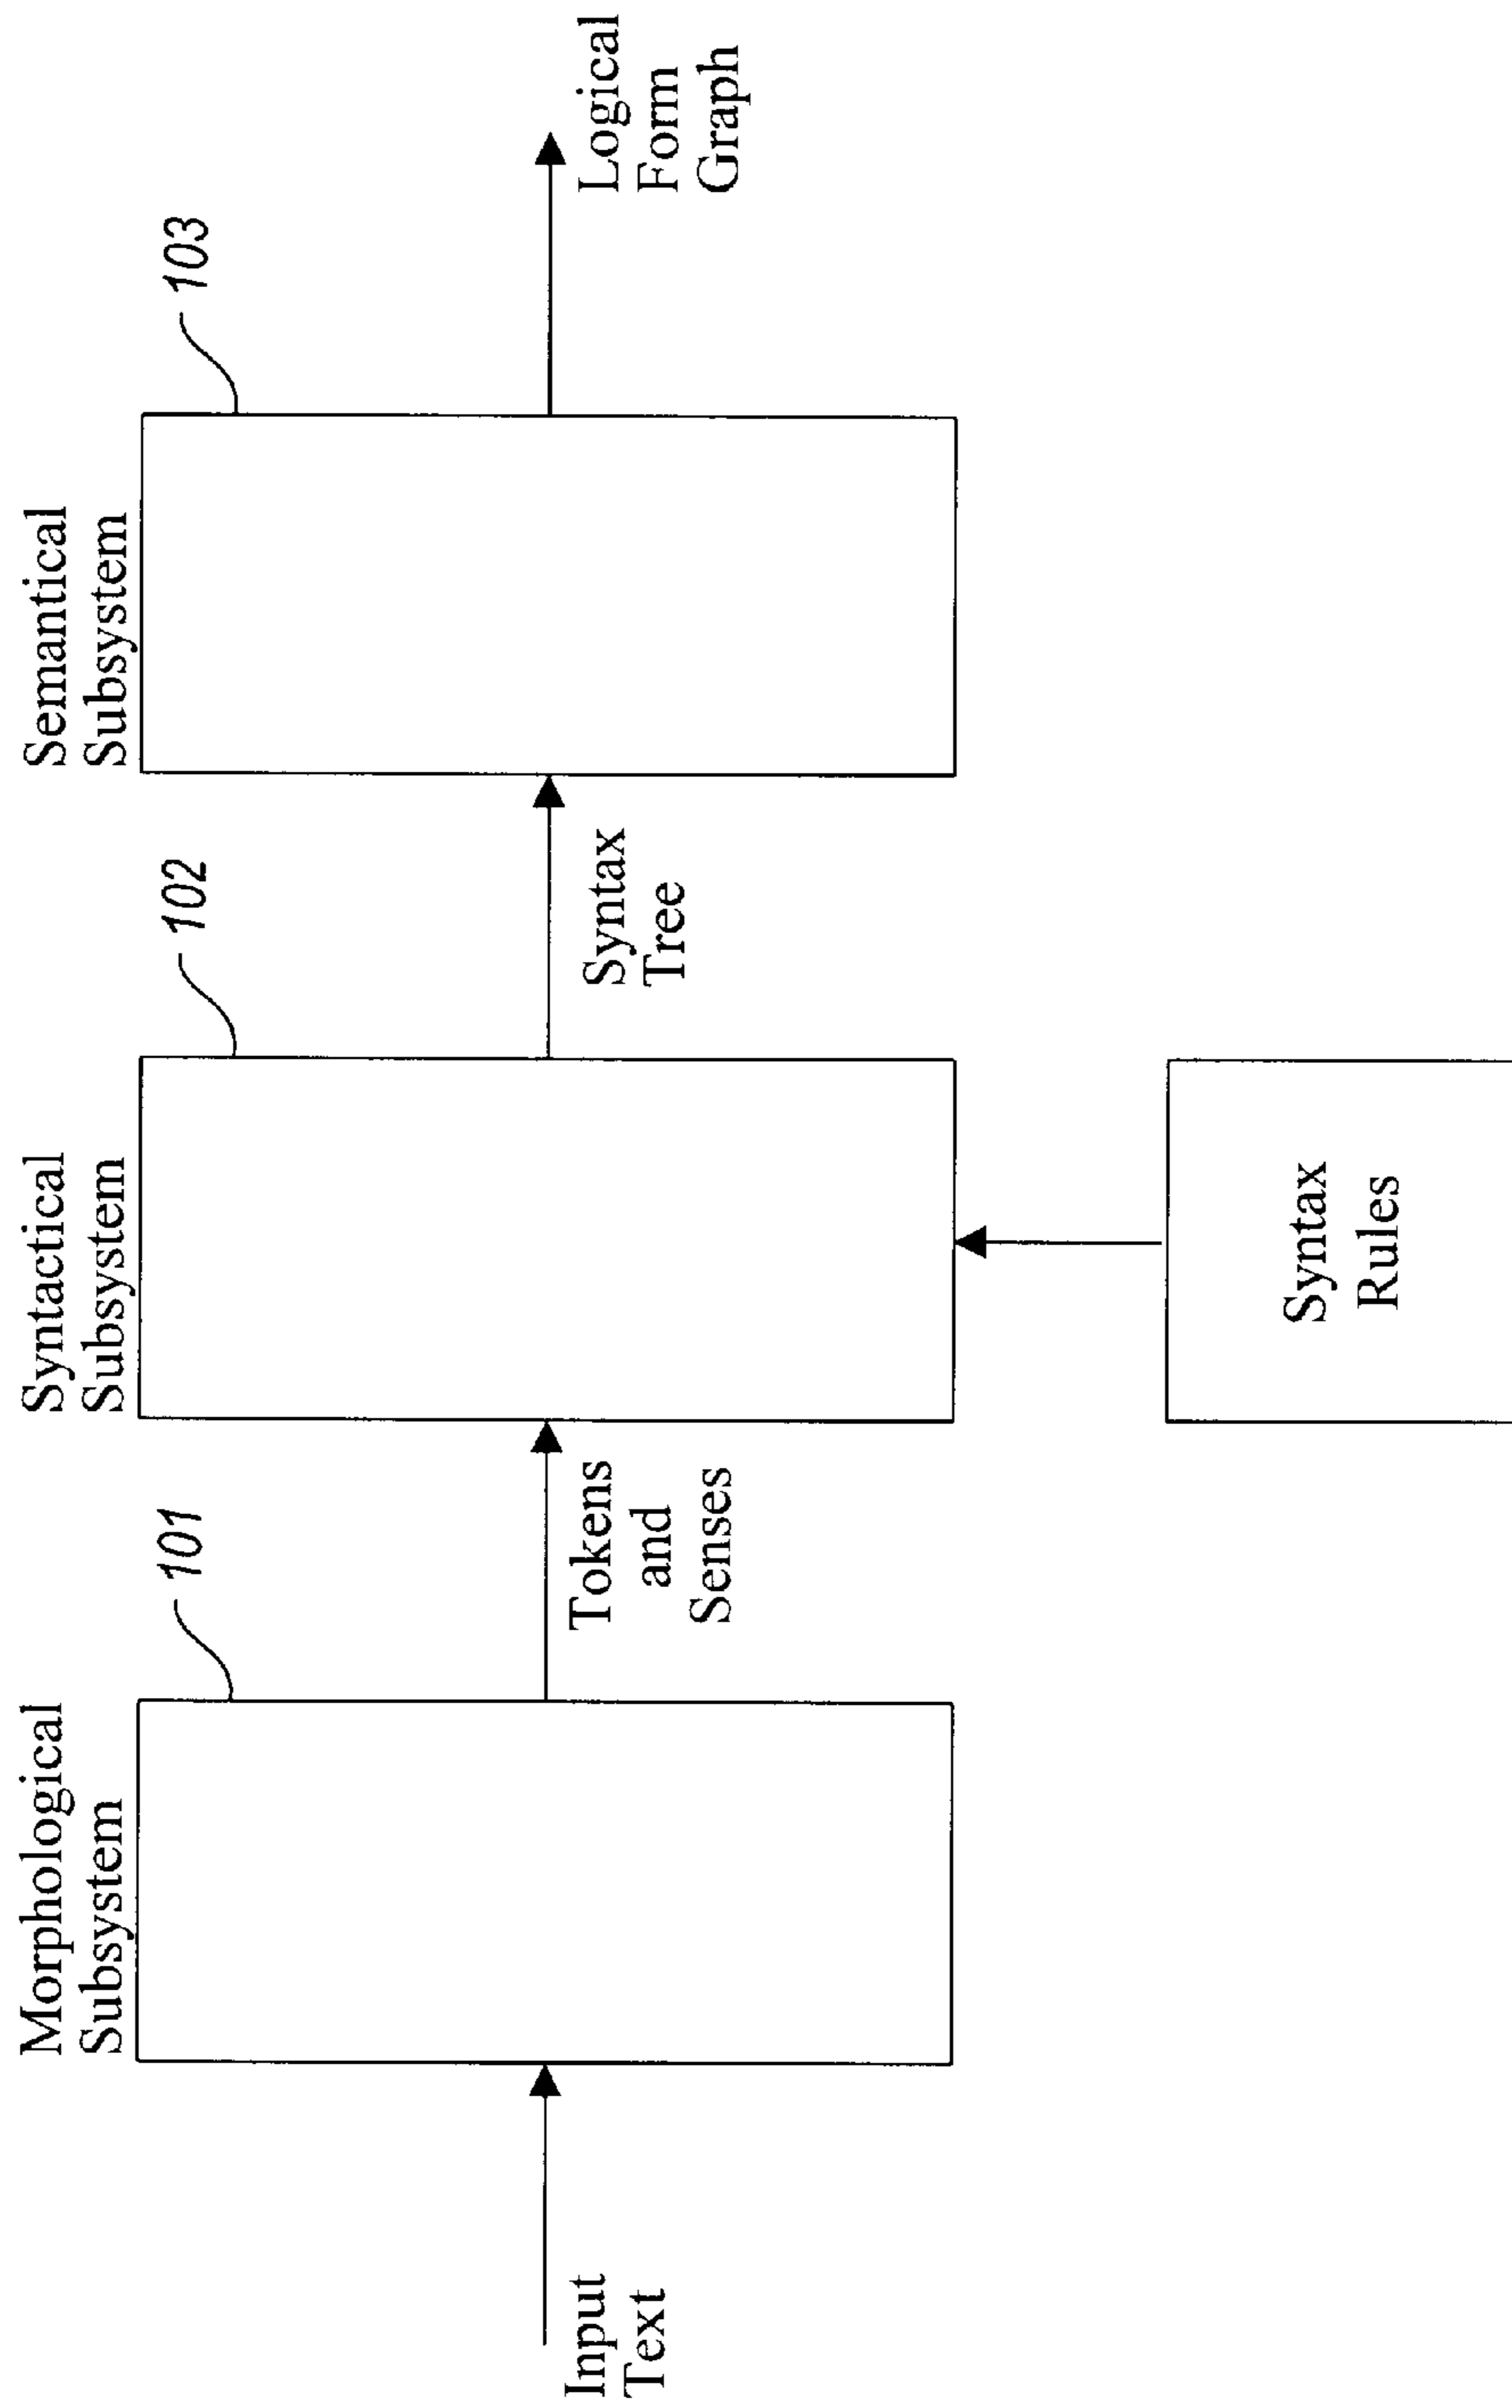 Morphological
Subsystem
101
Syntactical
Subsystem
102
Semantical
Subsystem
103
Input
Text
Tokens
and
Senses
Syntax
Tree
Logical
Form
Graph
Syntax
Rules